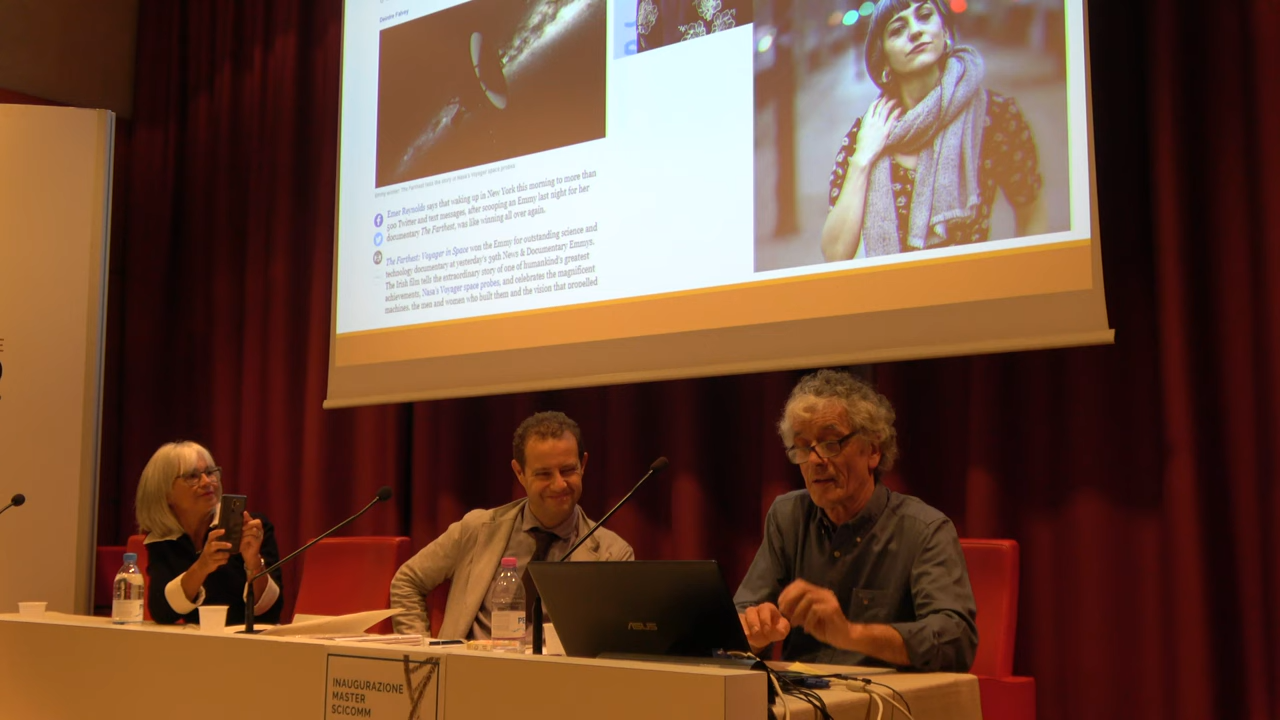 Emer Reynolds says that waking up in New York this morning to more than
500 Twitter and text messages, after scooping an Emmy last night for her
documentary The Farthest, was like winning all over again.
The Farthest: Voyager in Space won the Emmy for outstanding science and
technology documentary at yesterday's 39th News & Documentary Emmys.
The Irish film tells the extraordinary story of one of humankind's greatest
achievements, Nasa's Voyager space probes, and celebrates the magnificent
machines, the men and women who built them and the vision that propelled
ASUS
INAUGURAZIONE
MASTER
SCICOMM